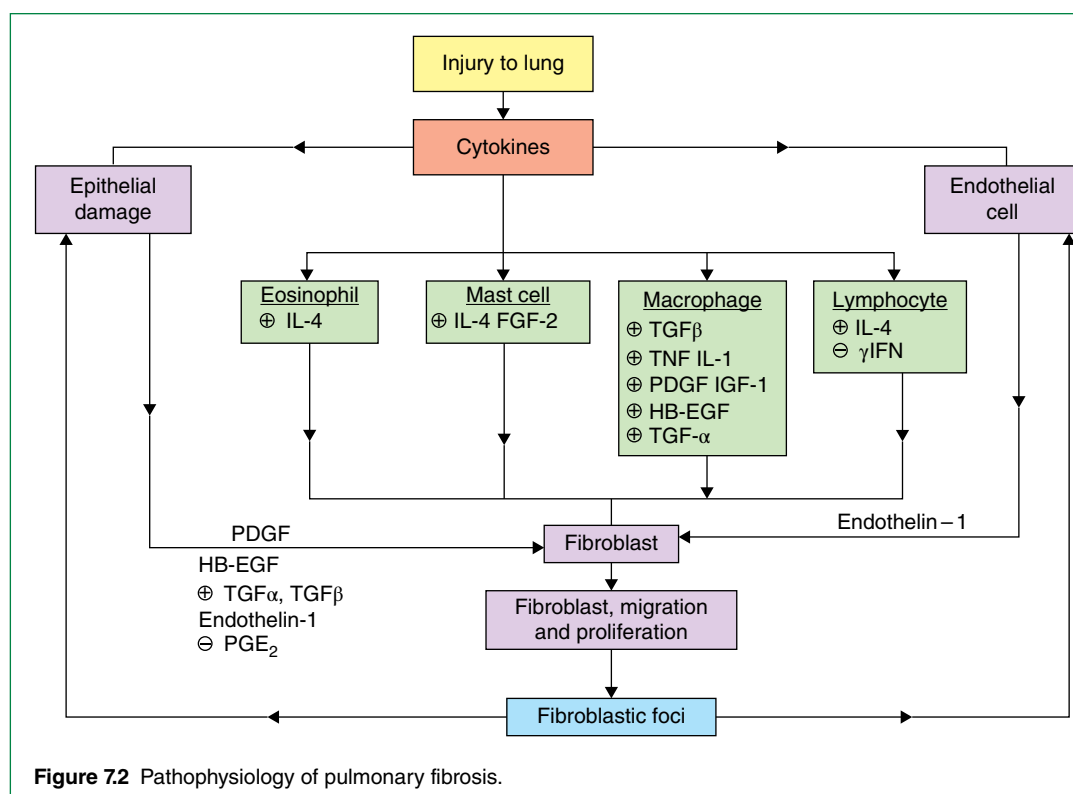 Injury to lung
Cytokines
Epithelial
damage
Endothelial
cell
Eosinophil
⊕ IL-4
Mast cell
⊕ IL-4 FGF-2
Macrophage
⊕ TGFβ
⊕ TNF IL-1
⊕ PDGF IGF-1
⊕ HB-EGF
⊕ TGF-α
Lymphocyte
⊕ IL-4
⊖ γIFN
PDGF
HB-EGF
⊕ TGFα, TGFβ
Endothelin-1
⊖ PGE₂
Endothelin–1
Fibroblast
Fibroblast, migration
and proliferation
Fibroblastic foci
Figure 7.2 Pathophysiology of pulmonary fibrosis.